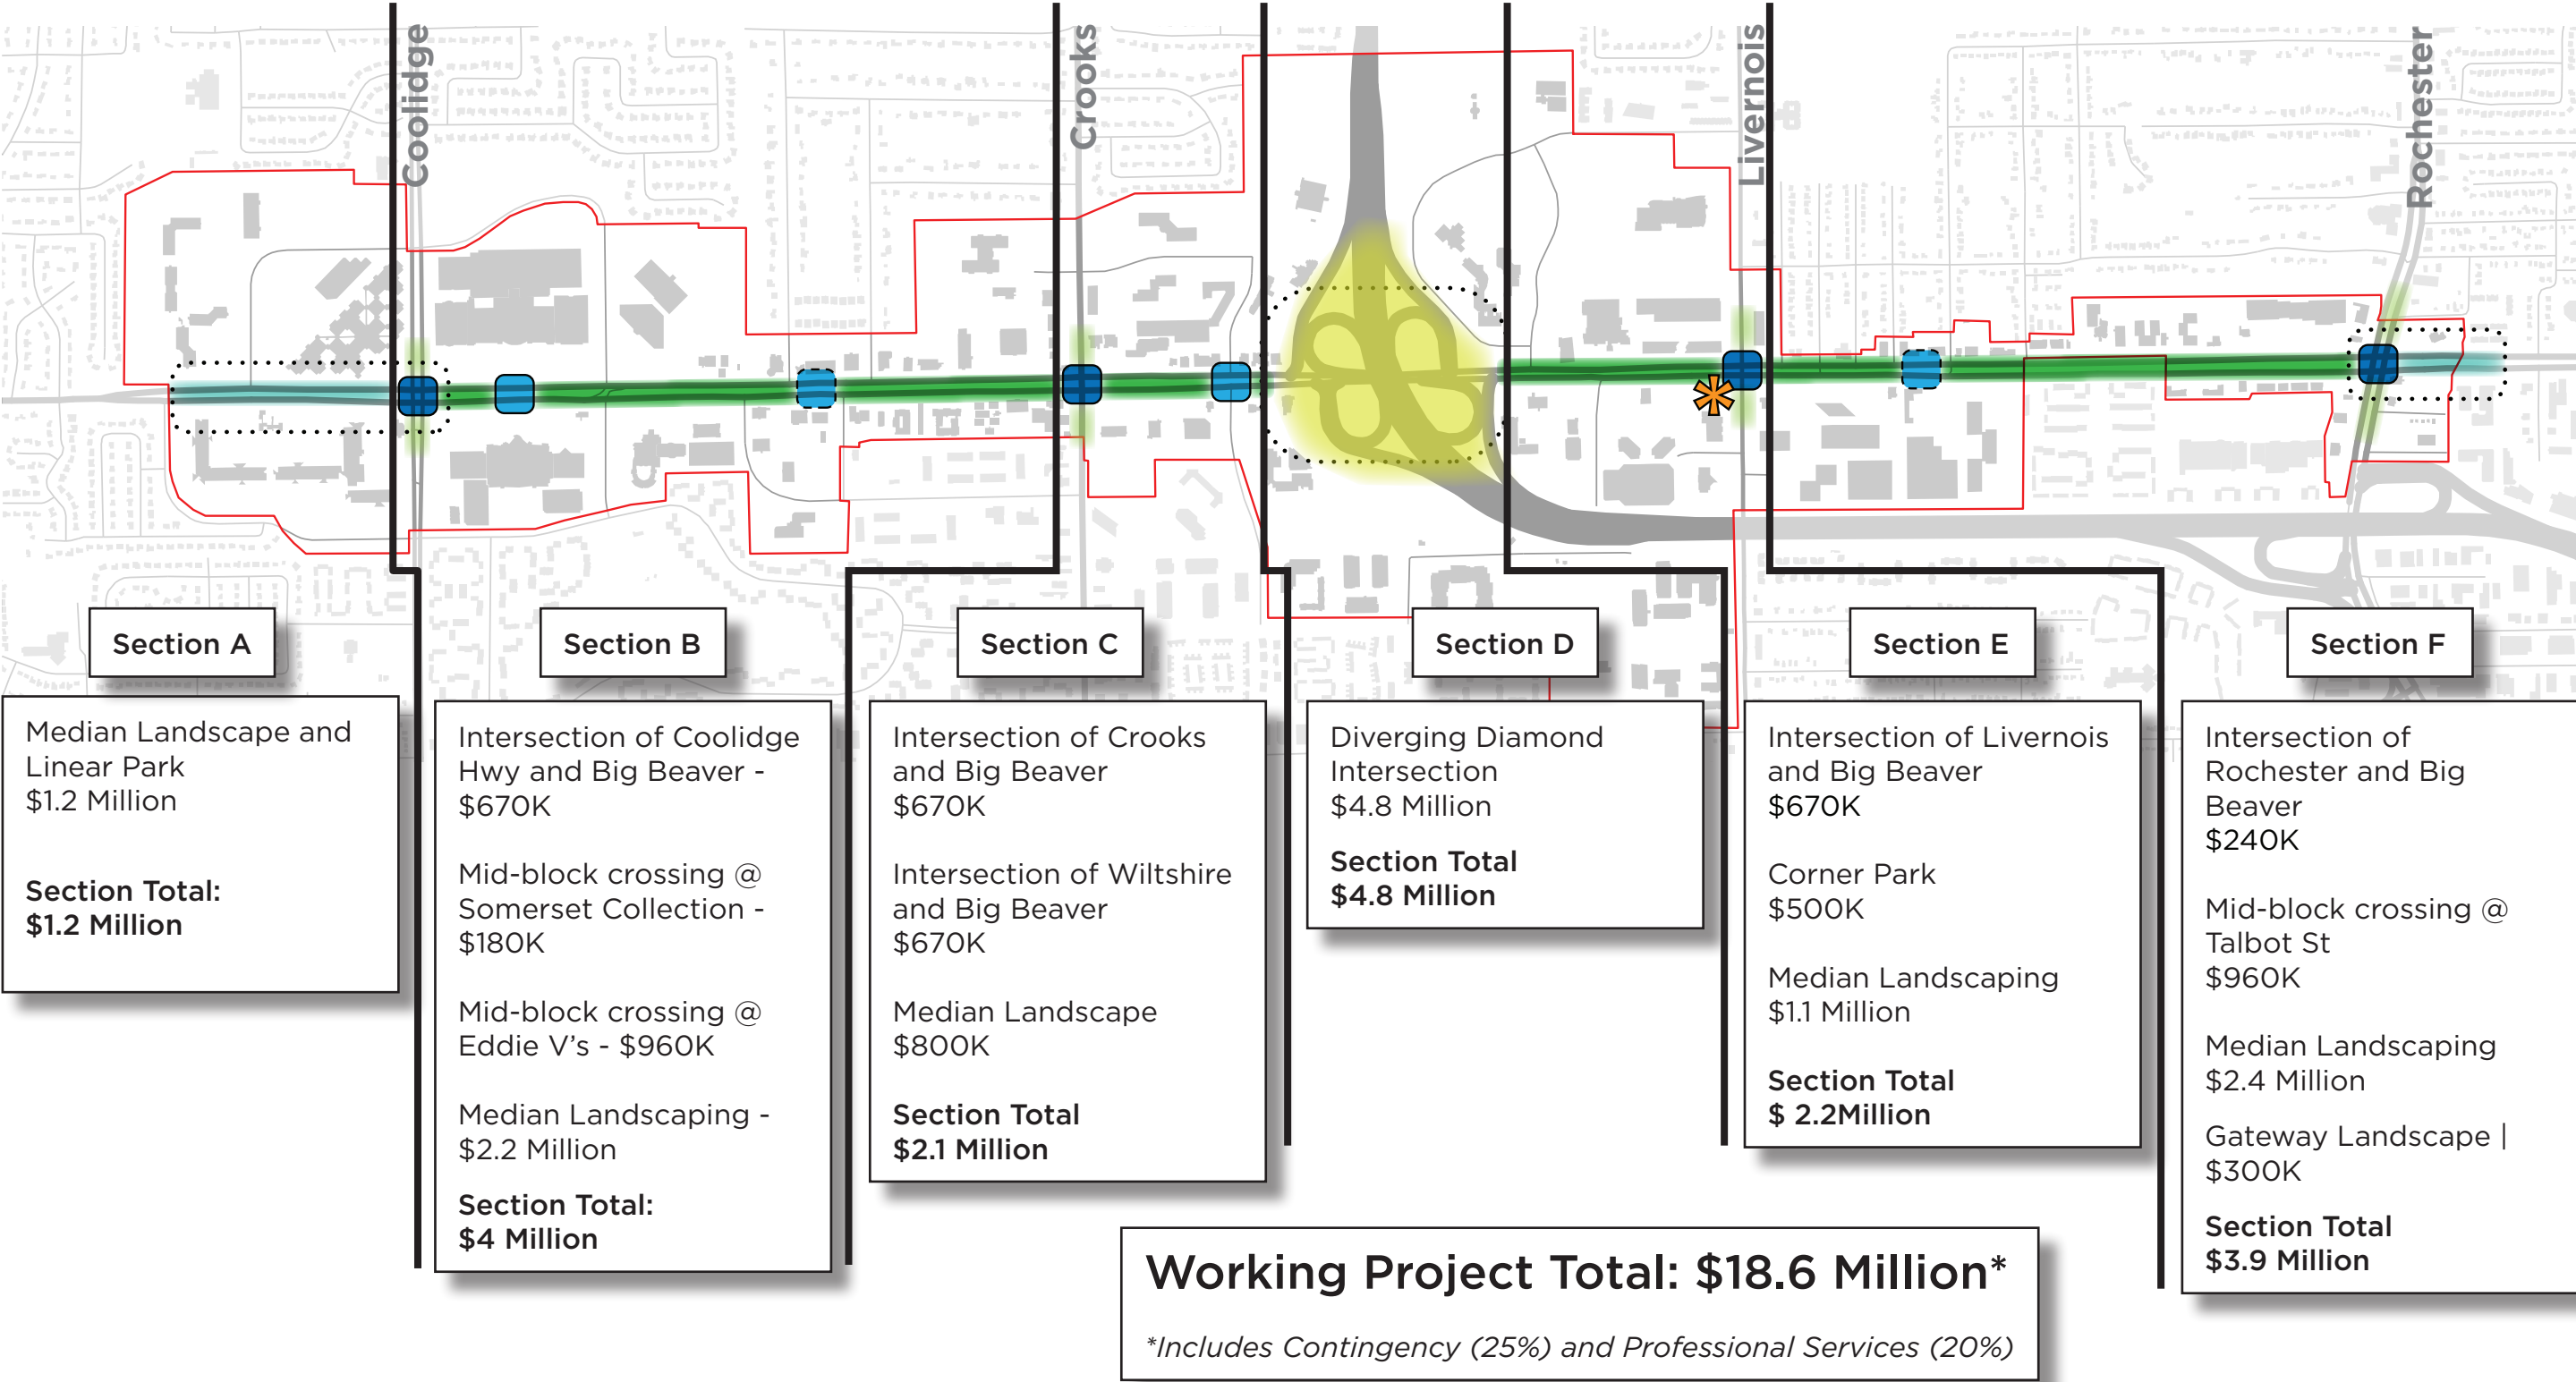 Coolidge
Crooks
Livernois
Rochester
Section A
Median Landscape and
Linear Park
$1.2 Million
Section Total:
$1.2 Million
Section B
Intersection of Coolidge
Hwy and Big Beaver -
$670K
Mid-block crossing @
Somerset Collection -
$180K
Mid-block crossing @
Eddie V's - $960K
Median Landscaping -
$2.2 Million
Section Total:
$4 Million
Section C
Intersection of Crooks
and Big Beaver
$670K
Intersection of Wiltshire
and Big Beaver
$670K
Median Landscape
$800K
Section Total
$2.1 Million
Section D
Diverging Diamond
Intersection
$4.8 Million
Section Total
$4.8 Million
Section E
Intersection of Livernois
and Big Beaver
$670K
Corner Park
$500K
Median Landscaping
$1.1 Million
Section Total
$ 2.2Million
Section F
Intersection of
Rochester and Big
Beaver
$240K
Mid-block crossing @
Talbot St
$960K
Median Landscaping
$2.4 Million
Gateway Landscape |
$300K
Section Total
$3.9 Million
Working Project Total: $18.6 Million*
*Includes Contingency (25%) and Professional Services (20%)